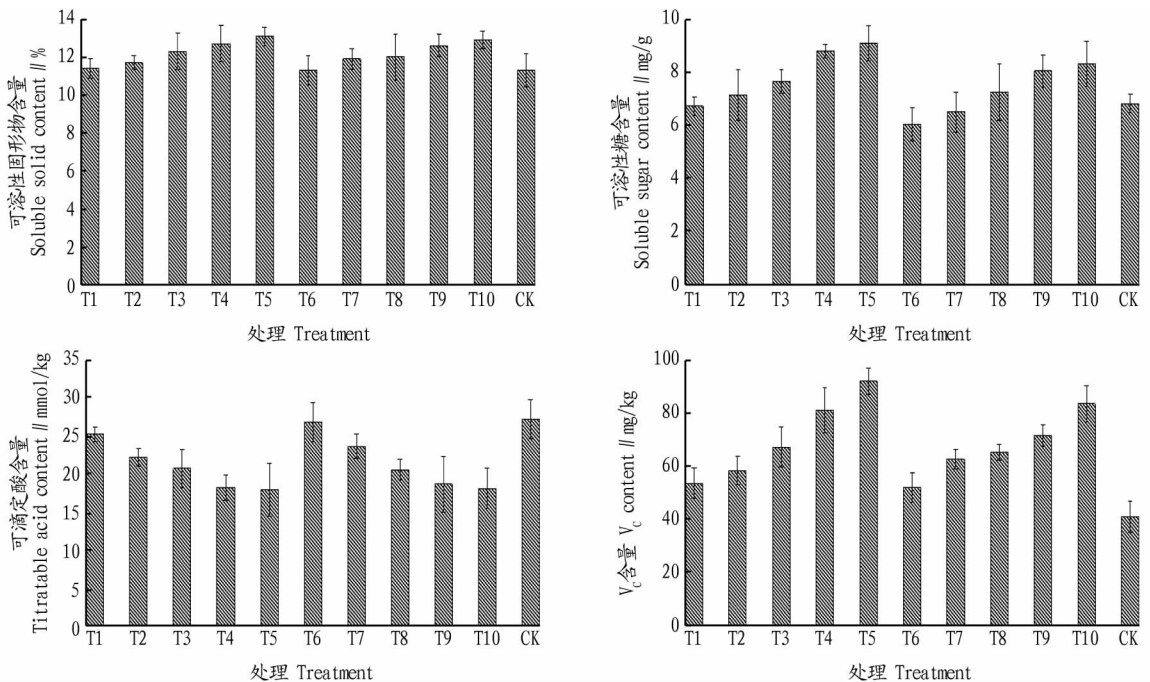 可溶性固形物含量
Soluble solid content∥%
14
12
10
8
6
4
2
0
T1 T2 T3 T4 T5 T6 T7 T8 T9 T10 CK
处理 Treatment
可溶性糖含量
Soluble sugar content∥mg/g
10
8
6
4
2
0
T1 T2 T3 T4 T5 T6 T7 T8 T9 T10 CK
处理 Treatment
可滴定酸含量
Titratable acid content∥mmol/kg
35
30
25
20
15
10
5
0
T1 T2 T3 T4 T5 T6 T7 T8 T9 T10 CK
处理 Treatment
Vc含量 Vc content∥mg/kg
100
80
60
40
20
0
T1 T2 T3 T4 T5 T6 T7 T8 T9 T10 CK
处理 Treatment